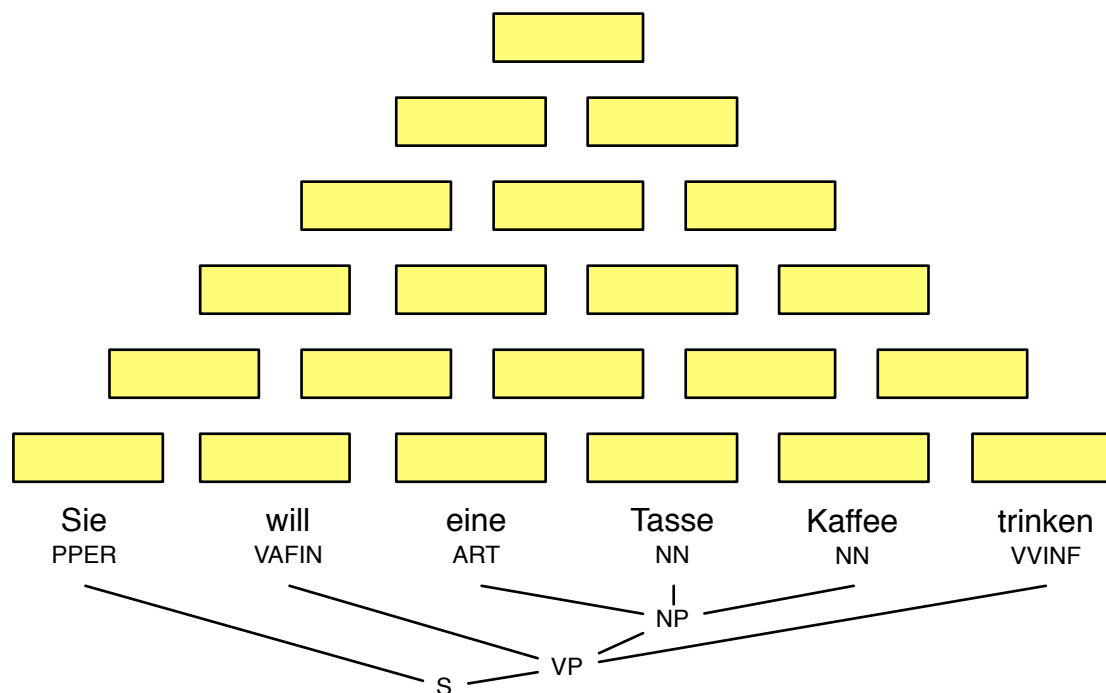 Sie will eine Tasse Kaffee trinken
PPER VAFIN ART NN NN VVINF
NP
VP
S